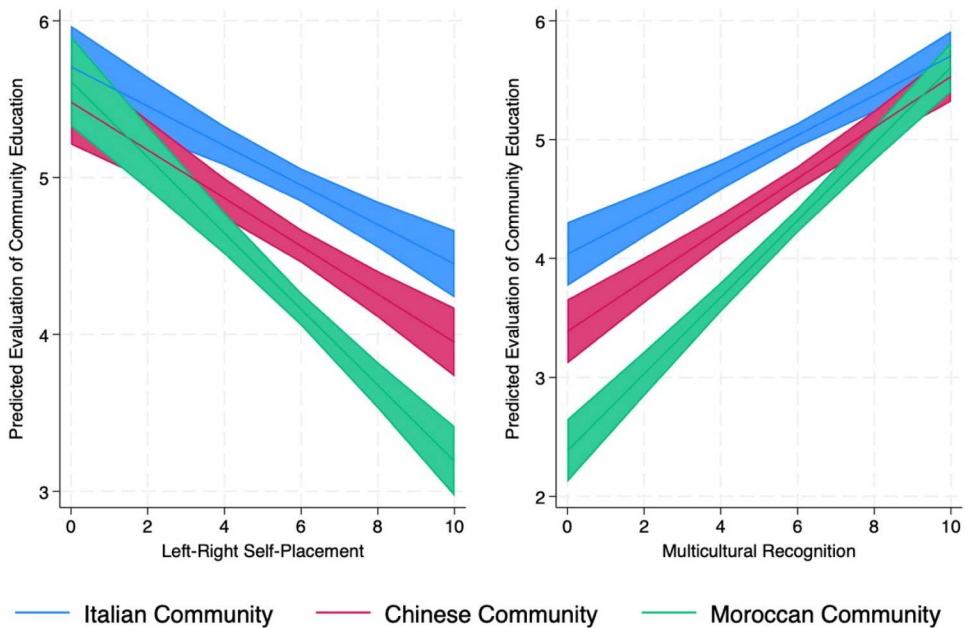 Predicted Evaluation of Community Education
6
5
4
3
0 2 4 6 8 10
Left-Right Self-Placement
Predicted Evaluation of Community Education
6
5
4
3
2
0 2 4 6 8 10
Multicultural Recognition
Italian Community Chinese Community Moroccan Community